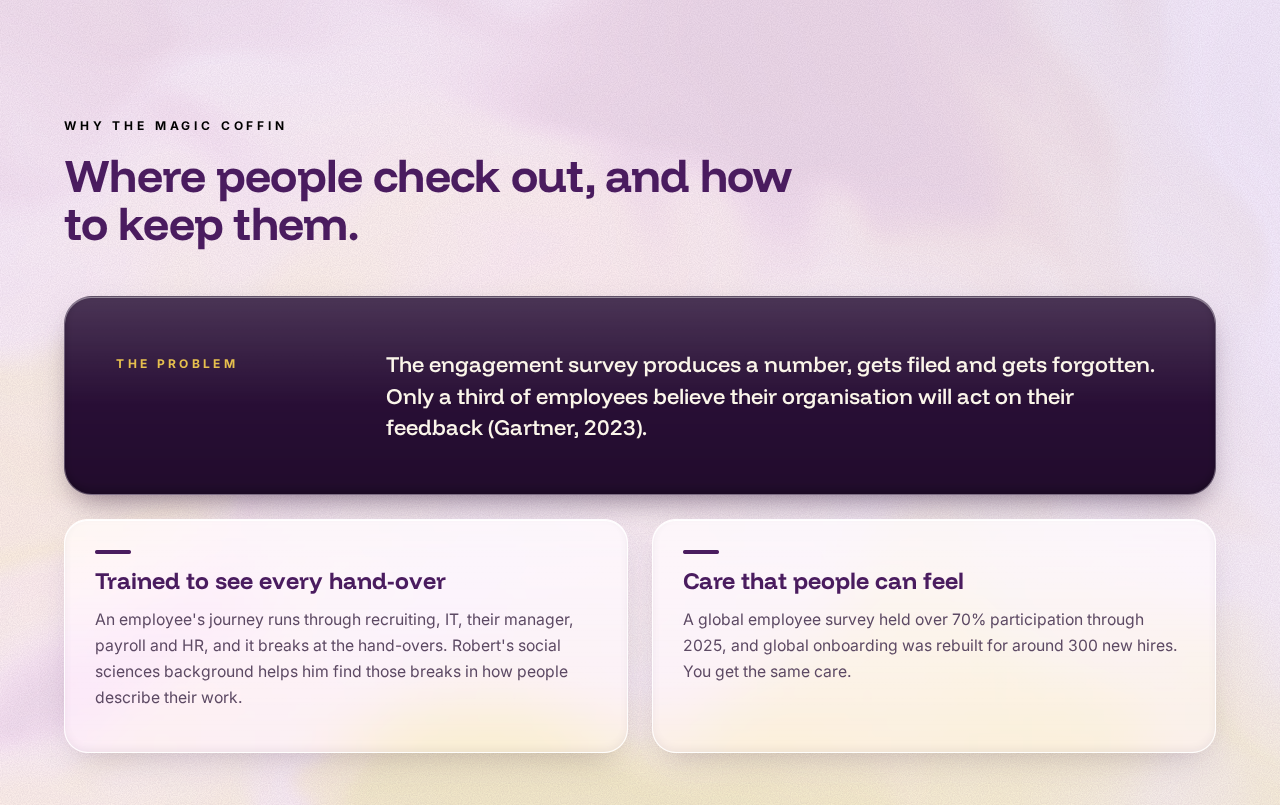 WHY THE MAGIC COFFIN
Where people check out, and how
to keep them.
THE PROBLEM
The engagement survey produces a number, gets filed and gets forgotten.
Only a third of employees believe their organisation will act on their
feedback (Gartner, 2023).
Trained to see every hand-over
An employee's journey runs through recruiting, IT, their manager,
payroll and HR, and it breaks at the hand-overs. Robert's social
sciences background helps him find those breaks in how people
describe their work.
Care that people can feel
A global employee survey held over 70% participation through
2025, and global onboarding was rebuilt for around 300 new hires.
You get the same care.